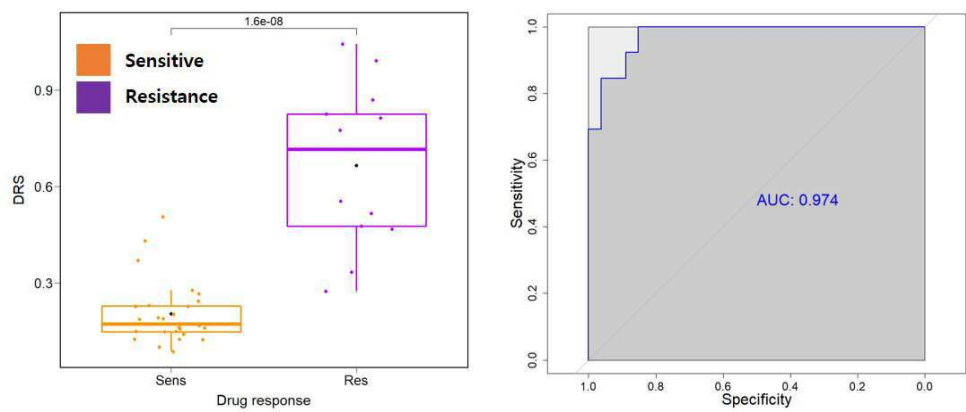 1.6e-08
Sensitive
Resistance
0.9
0.6
0.3
DRS
Sens
Res
Drug response
1.0
0.8
0.6
0.4
0.2
0.0
Sensitivity
AUC: 0.974
1.0 0.8 0.6 0.4 0.2 0.0
Specificity